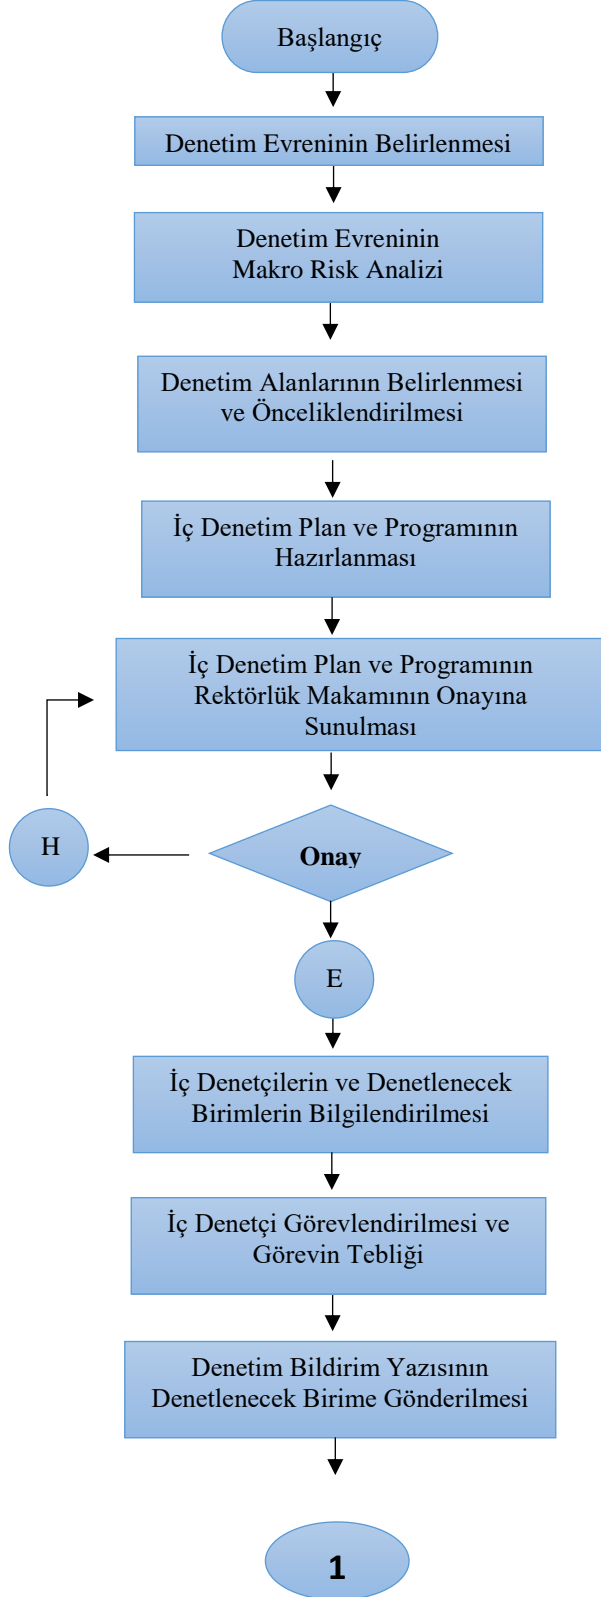 Başlangıç
Denetim Evreninin Belirlenmesi
Denetim Evreninin
Makro Risk Analizi
Denetim Alanlarının Belirlenmesi
ve Önceliklendirilmesi
İç Denetim Plan ve Programının
Hazırlanması
İç Denetim Plan ve Programının
Rektörlük Makamının Onayına
Sunulması
H
Onay
E
İç Denetçilerin ve Denetlenecek
Birimlerin Bilgilendirilmesi
İç Denetçi Görevlendirilmesi ve
Görevin Tebliği
Denetim Bildirim Yazısının
Denetlenecek Birime Gönderilmesi
1